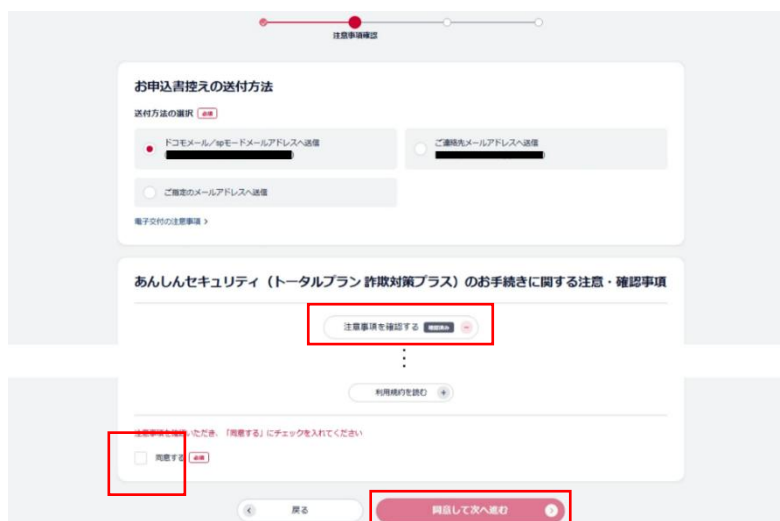 注意事項確認
お申込書控えの送付方法
送付方法の選択 必須
ドコモメール／spモードメールアドレスへ送信
ご連絡先メールアドレスへ送信
ご指定のメールアドレスへ送信
電子交付の注意事項 >
あんしんセキュリティ（トータルプラン 詐欺対策プラス）のお手続きに関する注意・確認事項
注意事項を確認する 確認済み
利用規約を読む
注意事項を確認いただき、「同意する」にチェックを入れてください
同意する 必須
戻る
同意して次へ進む